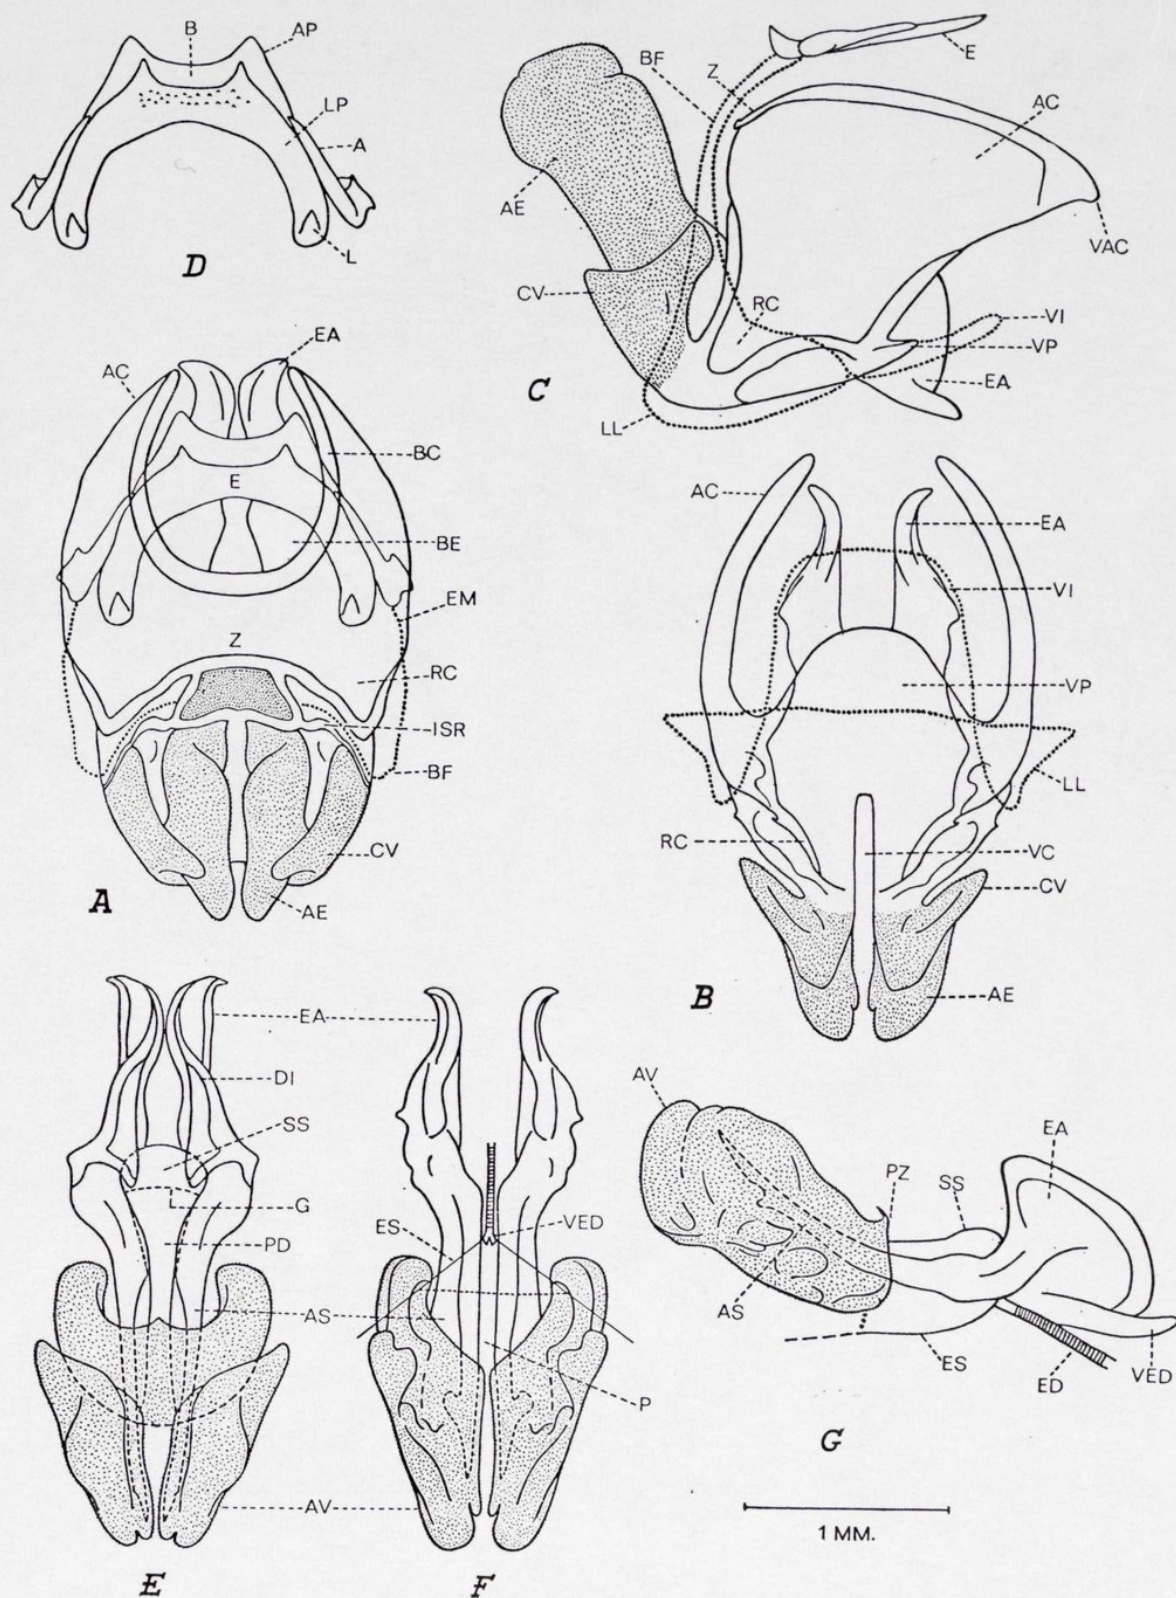 B
AP
LP
A
L
D
BF
Z
E
AC
AE
VAC
CV
RC
VI
VP
EA
LL
C
AC
EA
BC
E
BE
EM
Z
RC
ISR
BF
CV
AE
A
AC
EA
VI
VP
LL
RC
VC
CV
AE
B
EA
DI
SS
G
PD
AS
AV
E
ES
VED
P
F
AV
EA
PZ
SS
AS
ES
ED
VED
G
1 MM.